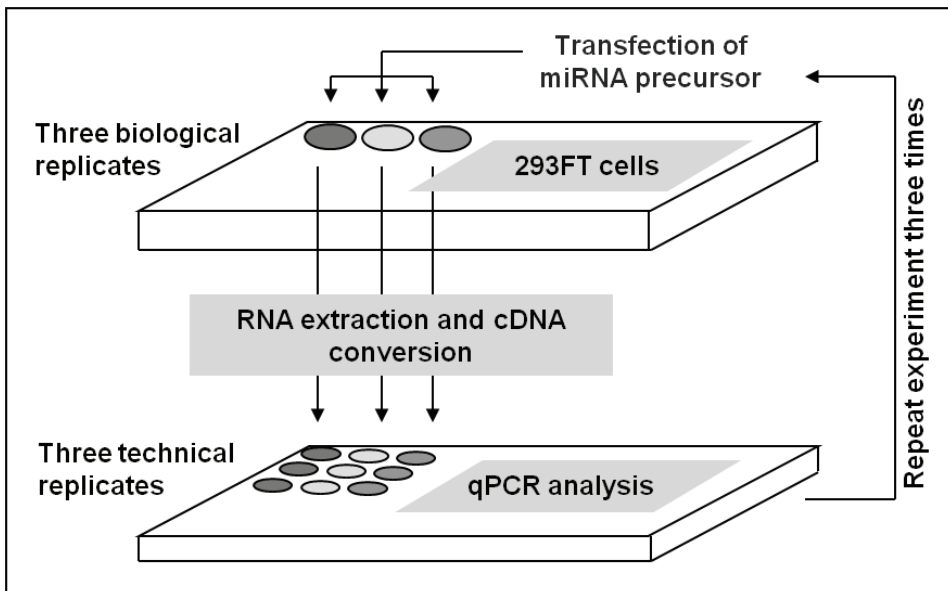 Transfection of
miRNA precursor
Three biological
replicates
293FT cells
RNA extraction and cDNA
conversion
Three technical
replicates
qPCR analysis
Repeat experiment three times